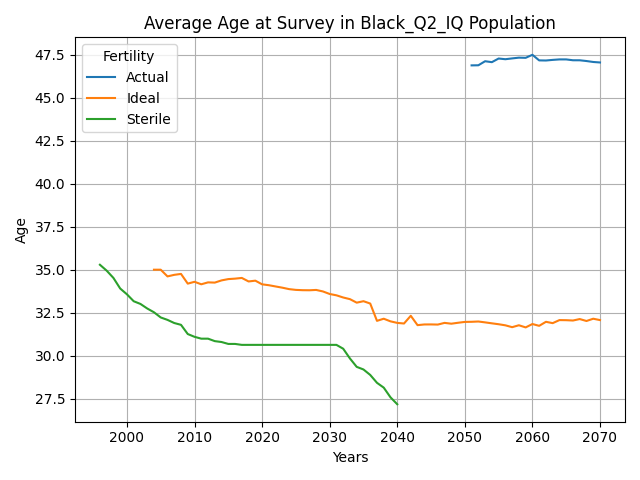 Average Age at Survey in Black_Q2_IQ Population
Fertility
Actual
Ideal
Sterile
Age
47.5
45.0
42.5
40.0
37.5
35.0
32.5
30.0
27.5
2000 2010 2020 2030 2040 2050 2060 2070
Years